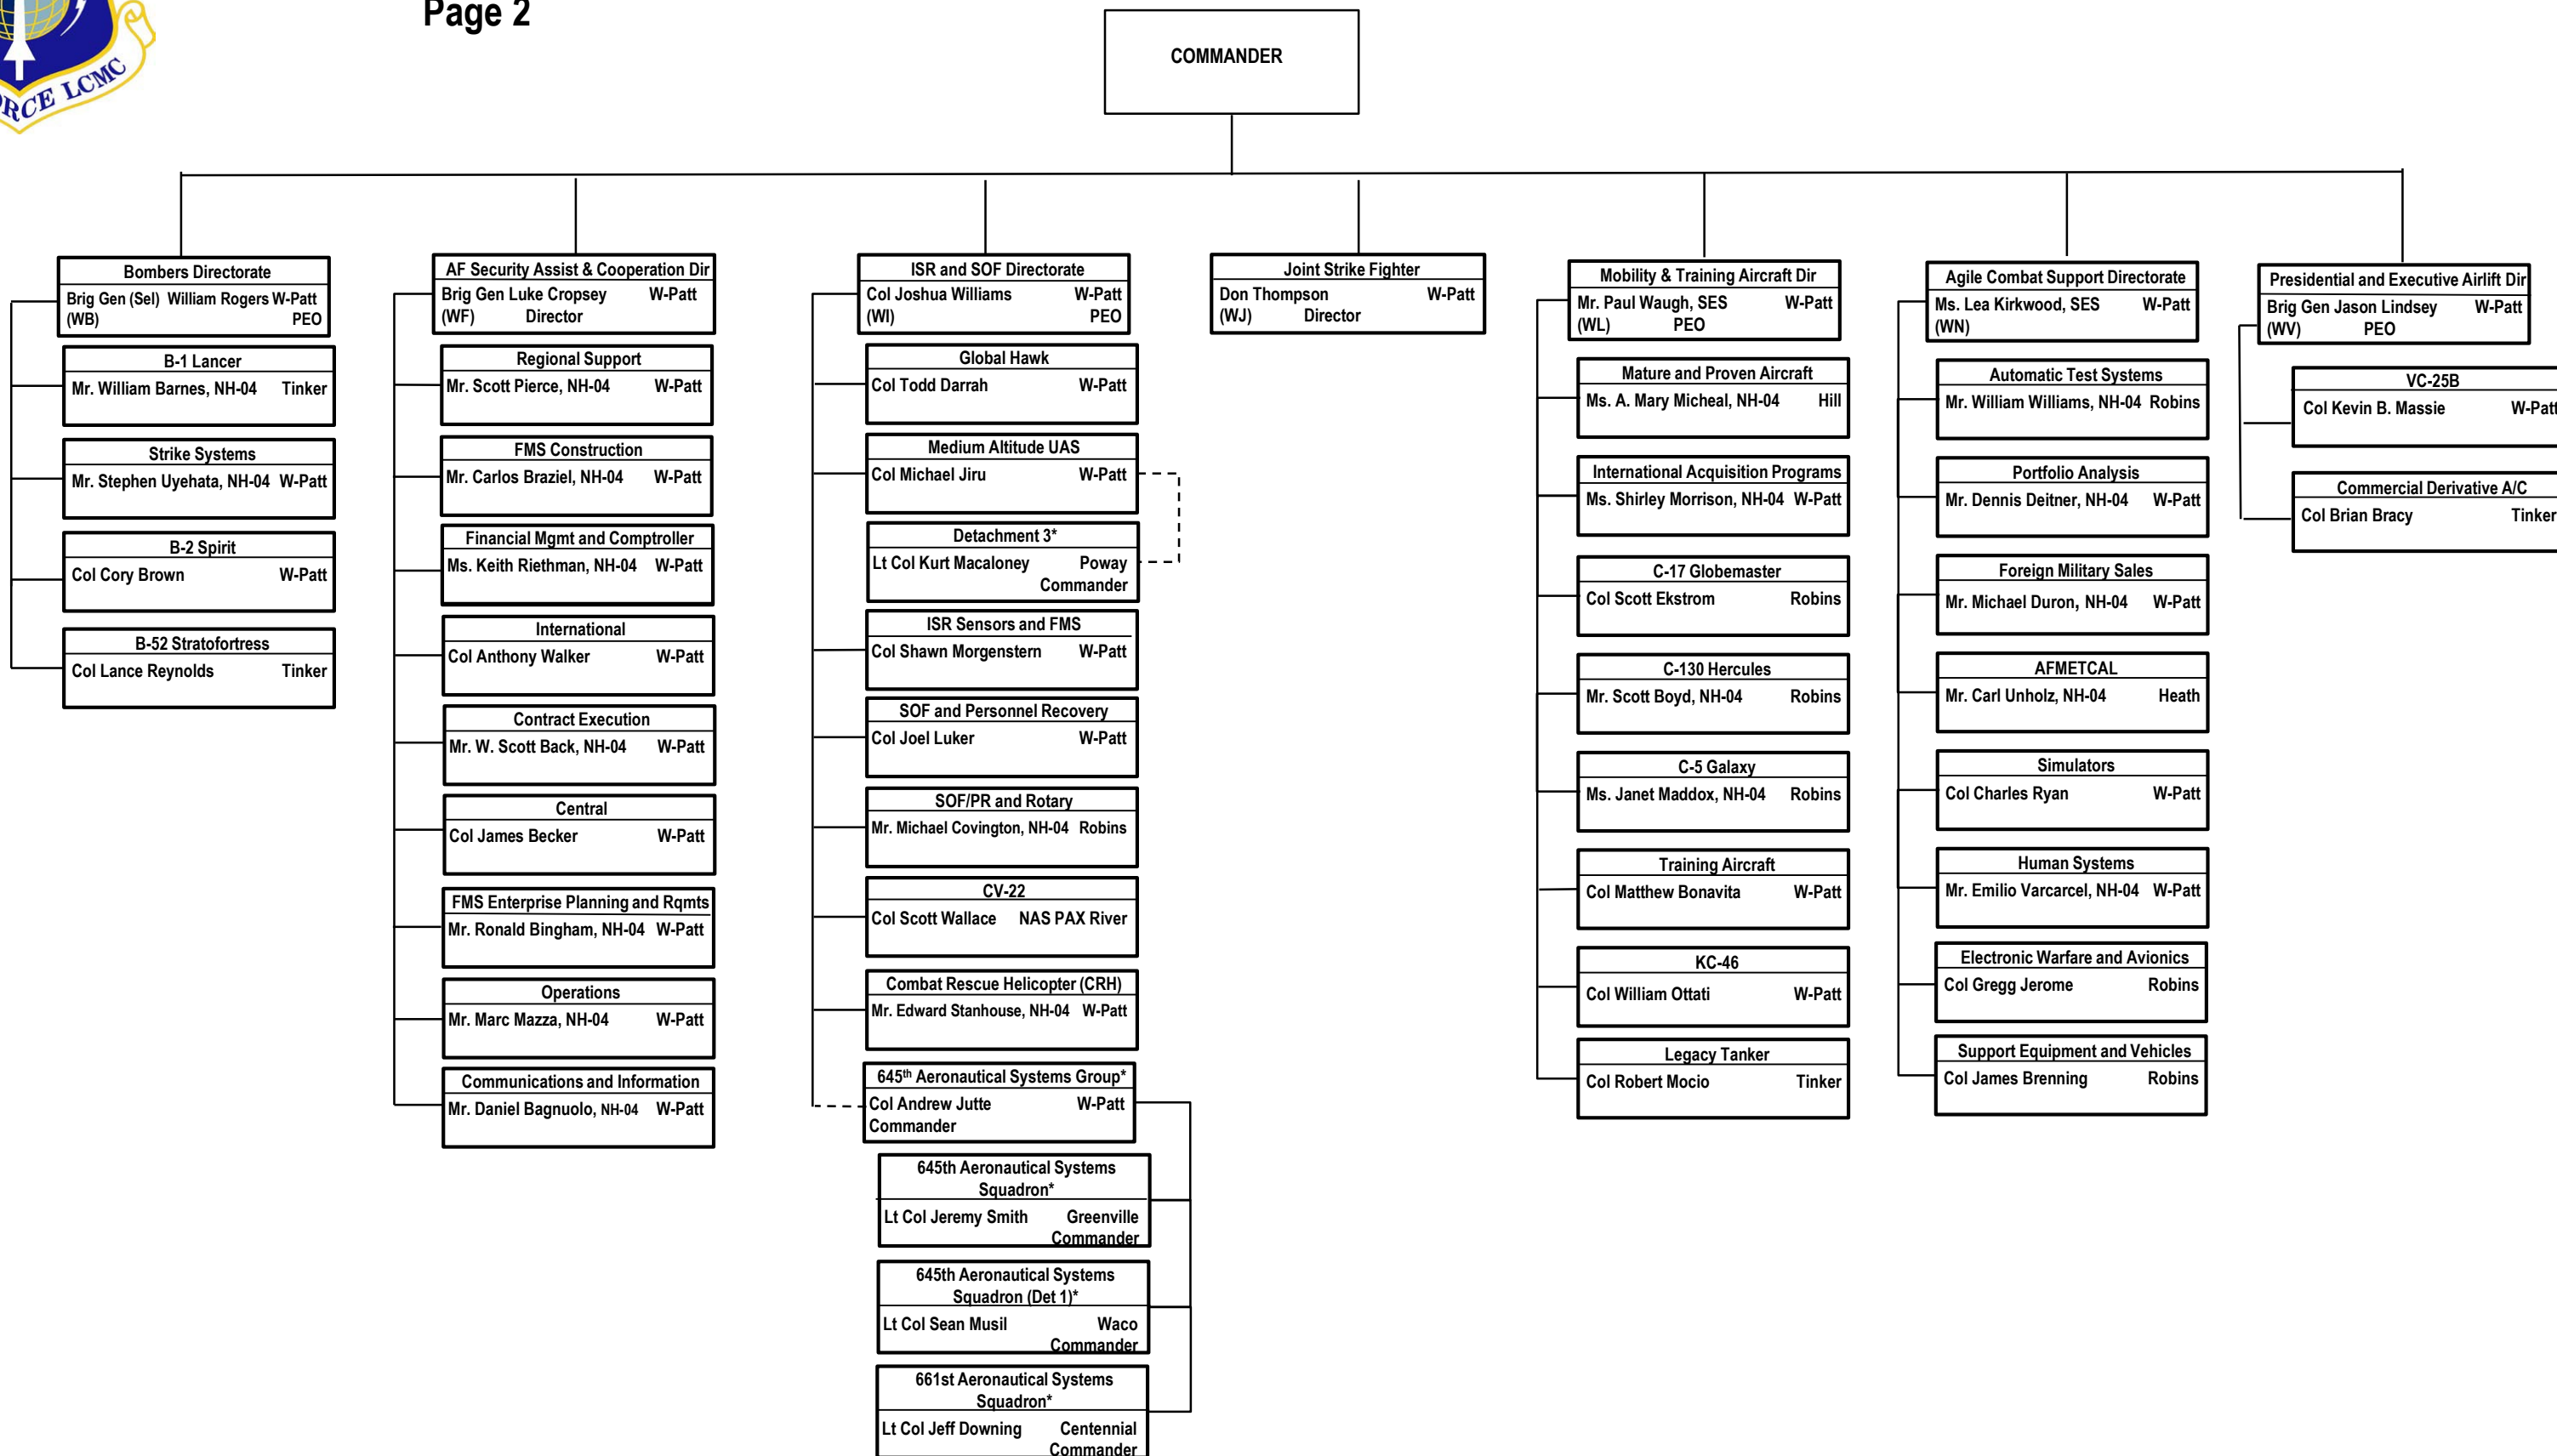 Page 2
RCE LCMC
COMMANDER
Bombers Directorate
Brig Gen (Sel) William Rogers W-Patt
(WB) PEO
B-1 Lancer
Mr. William Barnes, NH-04 Tinker
Strike Systems
Mr. Stephen Uyehata, NH-04 W-Patt
B-2 Spirit
Col Cory Brown W-Patt
B-52 Stratofortress
Col Lance Reynolds Tinker
AF Security Assist & Cooperation Dir
Brig Gen Luke Cropsey W-Patt
(WF) Director
Regional Support
Mr. Scott Pierce, NH-04 W-Patt
FMS Construction
Mr. Carlos Braziel, NH-04 W-Patt
Financial Mgmt and Comptroller
Ms. Keith Riethman, NH-04 W-Patt
International
Col Anthony Walker W-Patt
Contract Execution
Mr. W. Scott Back, NH-04 W-Patt
Central
Col James Becker W-Patt
FMS Enterprise Planning and Rqmts
Mr. Ronald Bingham, NH-04 W-Patt
Operations
Mr. Marc Mazza, NH-04 W-Patt
Communications and Information
Mr. Daniel Bagnuolo, NH-04 W-Patt
ISR and SOF Directorate
Col Joshua Williams W-Patt
(WI) PEO
Global Hawk
Col Todd Darrah W-Patt
Medium Altitude UAS
Col Michael Jiru W-Patt
Detachment 3*
Lt Col Kurt Macaloney Poway
Commander
ISR Sensors and FMS
Col Shawn Morgenstern W-Patt
SOF and Personnel Recovery
Col Joel Luker W-Patt
SOF/PR and Rotary
Mr. Michael Covington, NH-04 Robins
CV-22
Col Scott Wallace NAS PAX River
Combat Rescue Helicopter (CRH)
Mr. Edward Stanhouse, NH-04 W-Patt
645th Aeronautical Systems Group*
Col Andrew Jutte W-Patt
Commander
645th Aeronautical Systems
Squadron*
Lt Col Jeremy Smith Greenville
Commander
645th Aeronautical Systems
Squadron (Det 1)*
Lt Col Sean Musil Waco
Commander
661st Aeronautical Systems
Squadron*
Lt Col Jeff Downing Centennial
Commander
Joint Strike Fighter
Don Thompson W-Patt
(WJ) Director
Mobility & Training Aircraft Dir
Mr. Paul Waugh, SES W-Patt
(WL) PEO
Mature and Proven Aircraft
Ms. A. Mary Micheal, NH-04 Hill
International Acquisition Programs
Ms. Shirley Morrison, NH-04 W-Patt
C-17 Globemaster
Col Scott Ekstrom Robins
C-130 Hercules
Mr. Scott Boyd, NH-04 Robins
C-5 Galaxy
Ms. Janet Maddox, NH-04 Robins
Training Aircraft
Col Matthew Bonavita W-Patt
KC-46
Col William Ottati W-Patt
Legacy Tanker
Col Robert Mocio Tinker
Agile Combat Support Directorate
Ms. Lea Kirkwood, SES W-Patt
(WN)
Automatic Test Systems
Mr. William Williams, NH-04 Robins
Portfolio Analysis
Mr. Dennis Deitner, NH-04 W-Patt
Foreign Military Sales
Mr. Michael Duron, NH-04 W-Patt
AFMETCAL
Mr. Carl Unholz, NH-04 Heath
Simulators
Col Charles Ryan W-Patt
Human Systems
Mr. Emilio Varcarcel, NH-04 W-Patt
Electronic Warfare and Avionics
Col Gregg Jerome Robins
Support Equipment and Vehicles
Col James Brenning Robins
Presidential and Executive Airlift Dir
Brig Gen Jason Lindsey W-Patt
(WV) PEO
VC-25B
Col Kevin B. Massie W-Patt
Commercial Derivative A/C
Col Brian Bracy Tinker